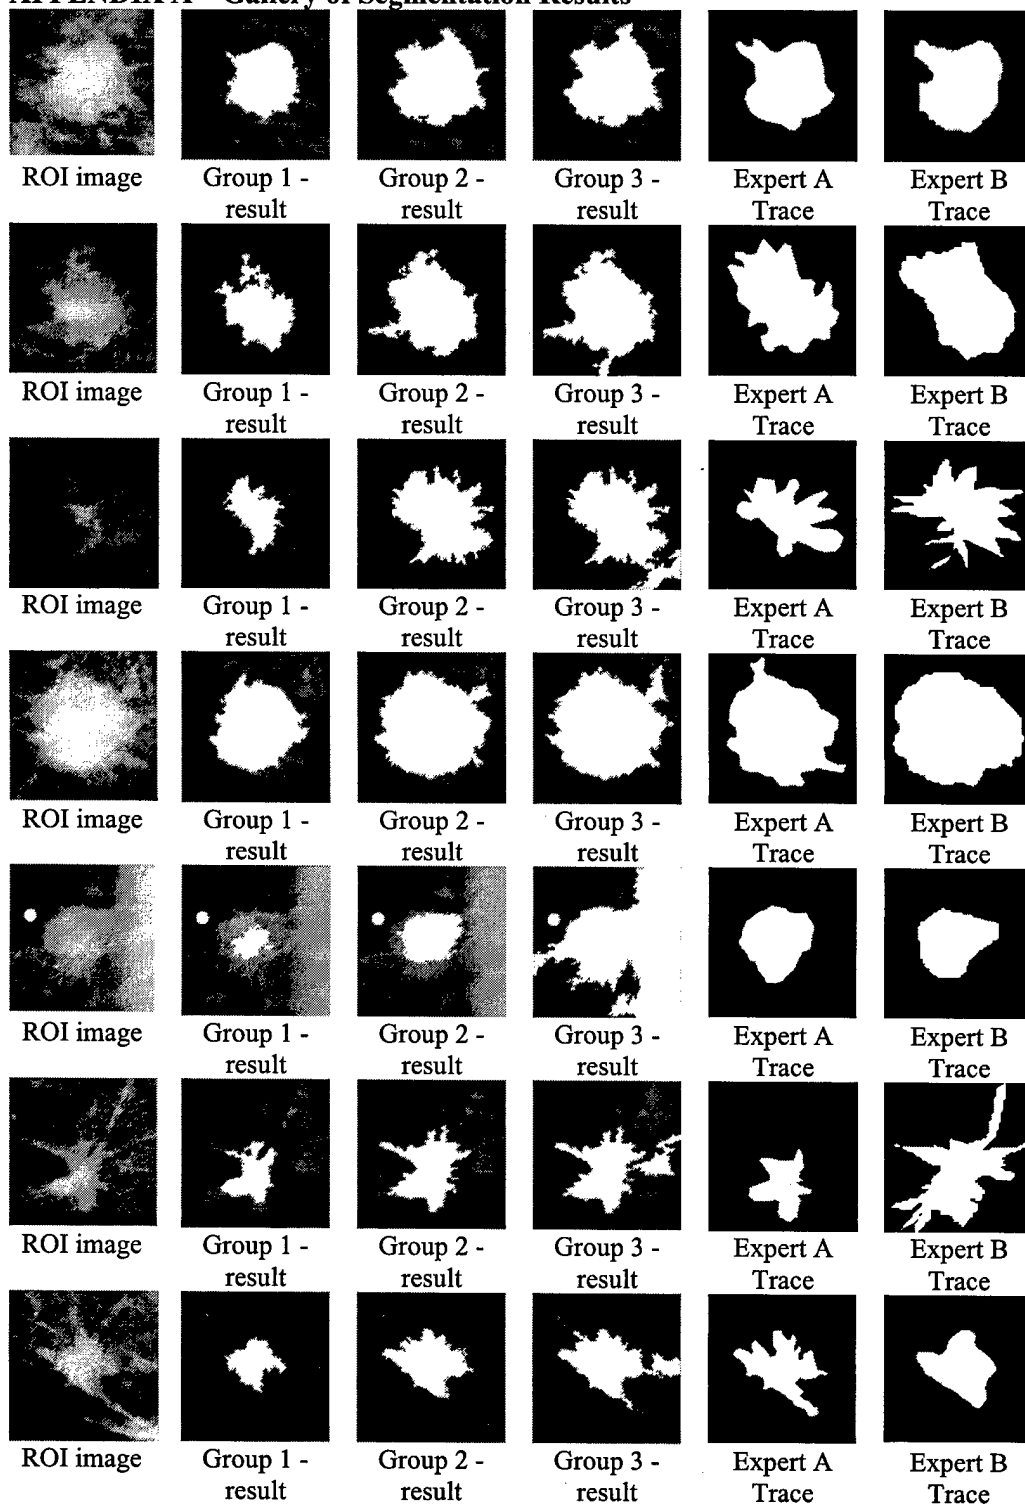 APPENDIX A – Gallery of Segmentation Results
ROI image Group 1 - Group 2 - Group 3 - Expert A Expert B
result result result Trace Trace
ROI image Group 1 - Group 2 - Group 3 - Expert A Expert B
result result result Trace Trace
ROI image Group 1 - Group 2 - Group 3 - Expert A Expert B
result result result Trace Trace
ROI image Group 1 - Group 2 - Group 3 - Expert A Expert B
result result result Trace Trace
ROI image Group 1 - Group 2 - Group 3 - Expert A Expert B
result result result Trace Trace
ROI image Group 1 - Group 2 - Group 3 - Expert A Expert B
result result result Trace Trace
ROI image Group 1 - Group 2 - Group 3 - Expert A Expert B
result result result Trace Trace